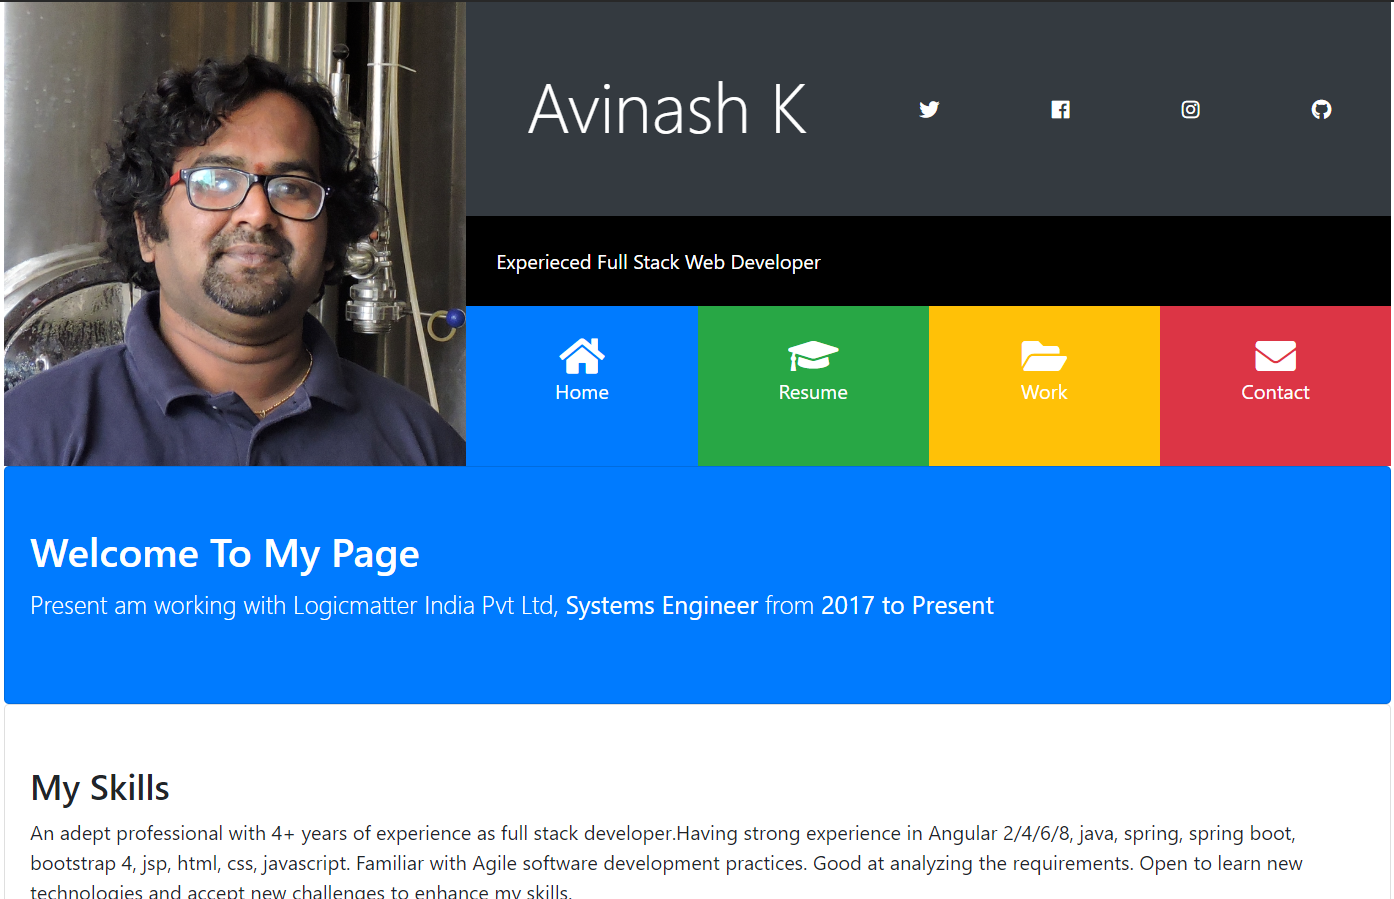 Avinash K
Experieced Full Stack Web Developer
Home
Resume
Work
Contact
Welcome To My Page
Present am working with Logicmatter India Pvt Ltd, Systems Engineer from 2017 to Present
My Skills
An adept professional with 4+ years of experience as full stack developer.Having strong experience in Angular 2/4/6/8, java, spring, spring boot,
bootstrap 4, jsp, html, css, javascript. Familiar with Agile software development practices. Good at analyzing the requirements. Open to learn new
technologies and accept new challenges to enhance my skills.